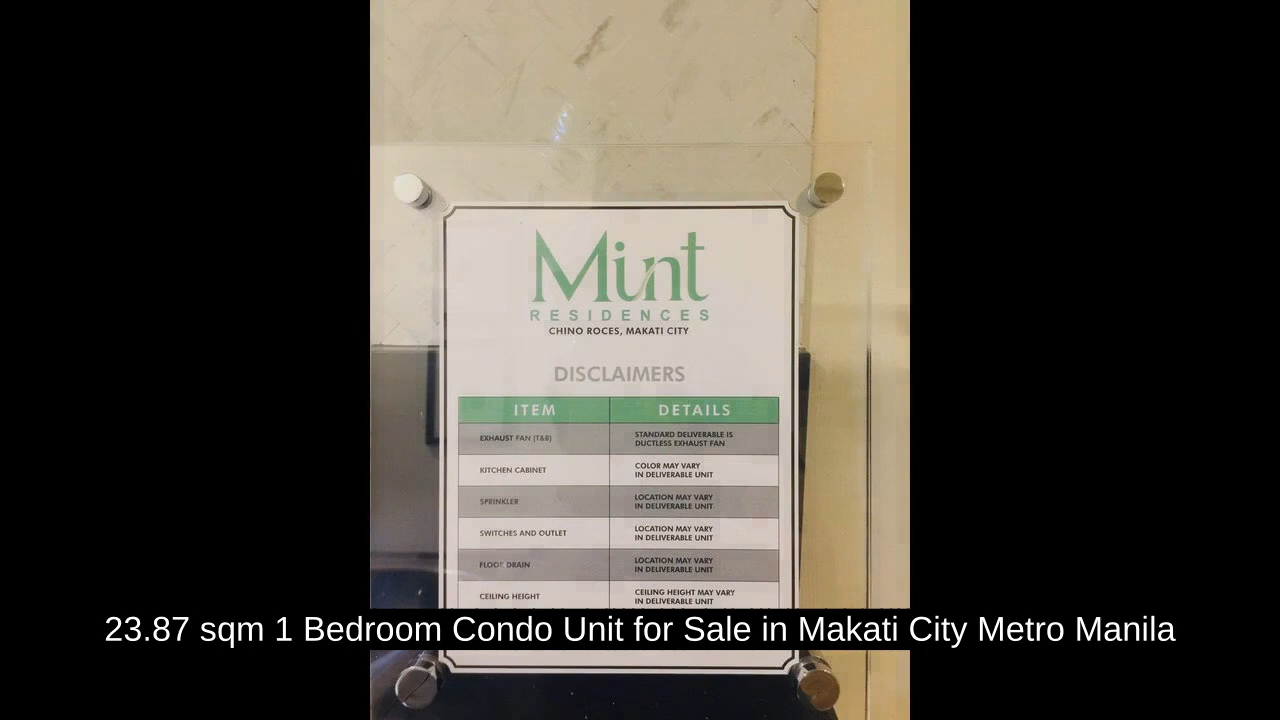 Mint
RESIDENCES
CHINO ROCES, MAKATI CITY
DISCLAIMERS
ITEM DETAILS
EXHAUST FAN (T&B) STANDARD DELIVERABLE IS
DUCTLESS EXHAUST FAN
KITCHEN CABINET COLOR MAY VARY
IN DELIVERABLE UNIT
SPRINKLER LOCATION MAY VARY
IN DELIVERABLE UNIT
SWITCHES AND OUTLET LOCATION MAY VARY
IN DELIVERABLE UNIT
FLOOR DRAIN LOCATION MAY VARY
IN DELIVERABLE UNIT
CEILING HEIGHT CEILING HEIGHT MAY VARY
IN DELIVERABLE UNIT
23.87 sqm 1 Bedroom Condo Unit for Sale in Makati City Metro Manila